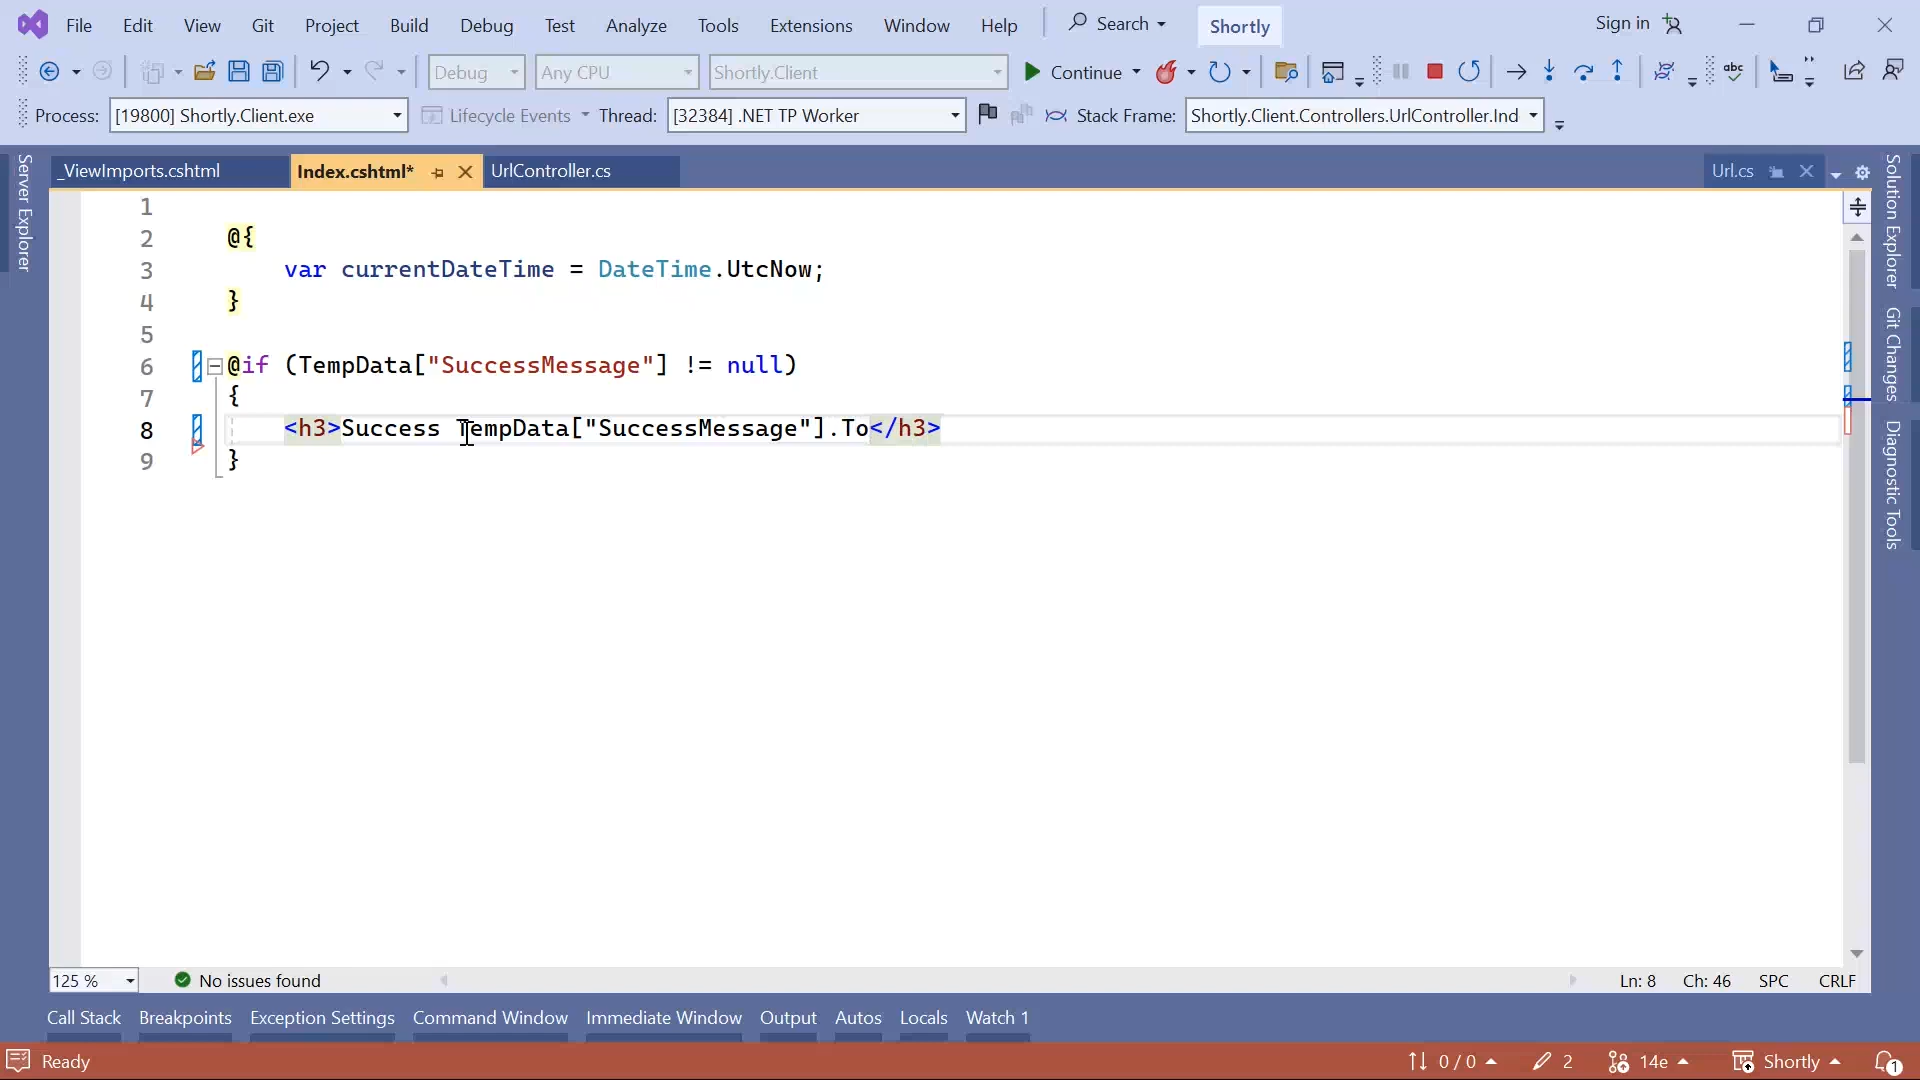 File Edit View Git Project Build Debug Test Analyze Tools Extensions Window Help Search Shortly Sign in
Debug Any CPU Shortly.Client Continue abc
Process: [19800] Shortly.Client.exe Lifecycle Events Thread: [32384] .NET TP Worker Stack Frame: Shortly.Client.Controllers.UrlController.Ind
_ViewImports.cshtml Index.cshtml* UrlController.cs Url.cs
Server Explorer
Solution Explorer
Git Changes
Diagnostic Tools
1
2 @{
3 var currentDateTime = DateTime.UtcNow;
4 }
5
6 @if (TempData["SuccessMessage"] != null)
7 {
8 <h3>Success TempData["SuccessMessage"].To</h3>
9 }
125 % No issues found Ln: 8 Ch: 46 SPC CRLF
Call Stack Breakpoints Exception Settings Command Window Immediate Window Output Autos Locals Watch 1
Ready 0 / 0 2 14e Shortly 1